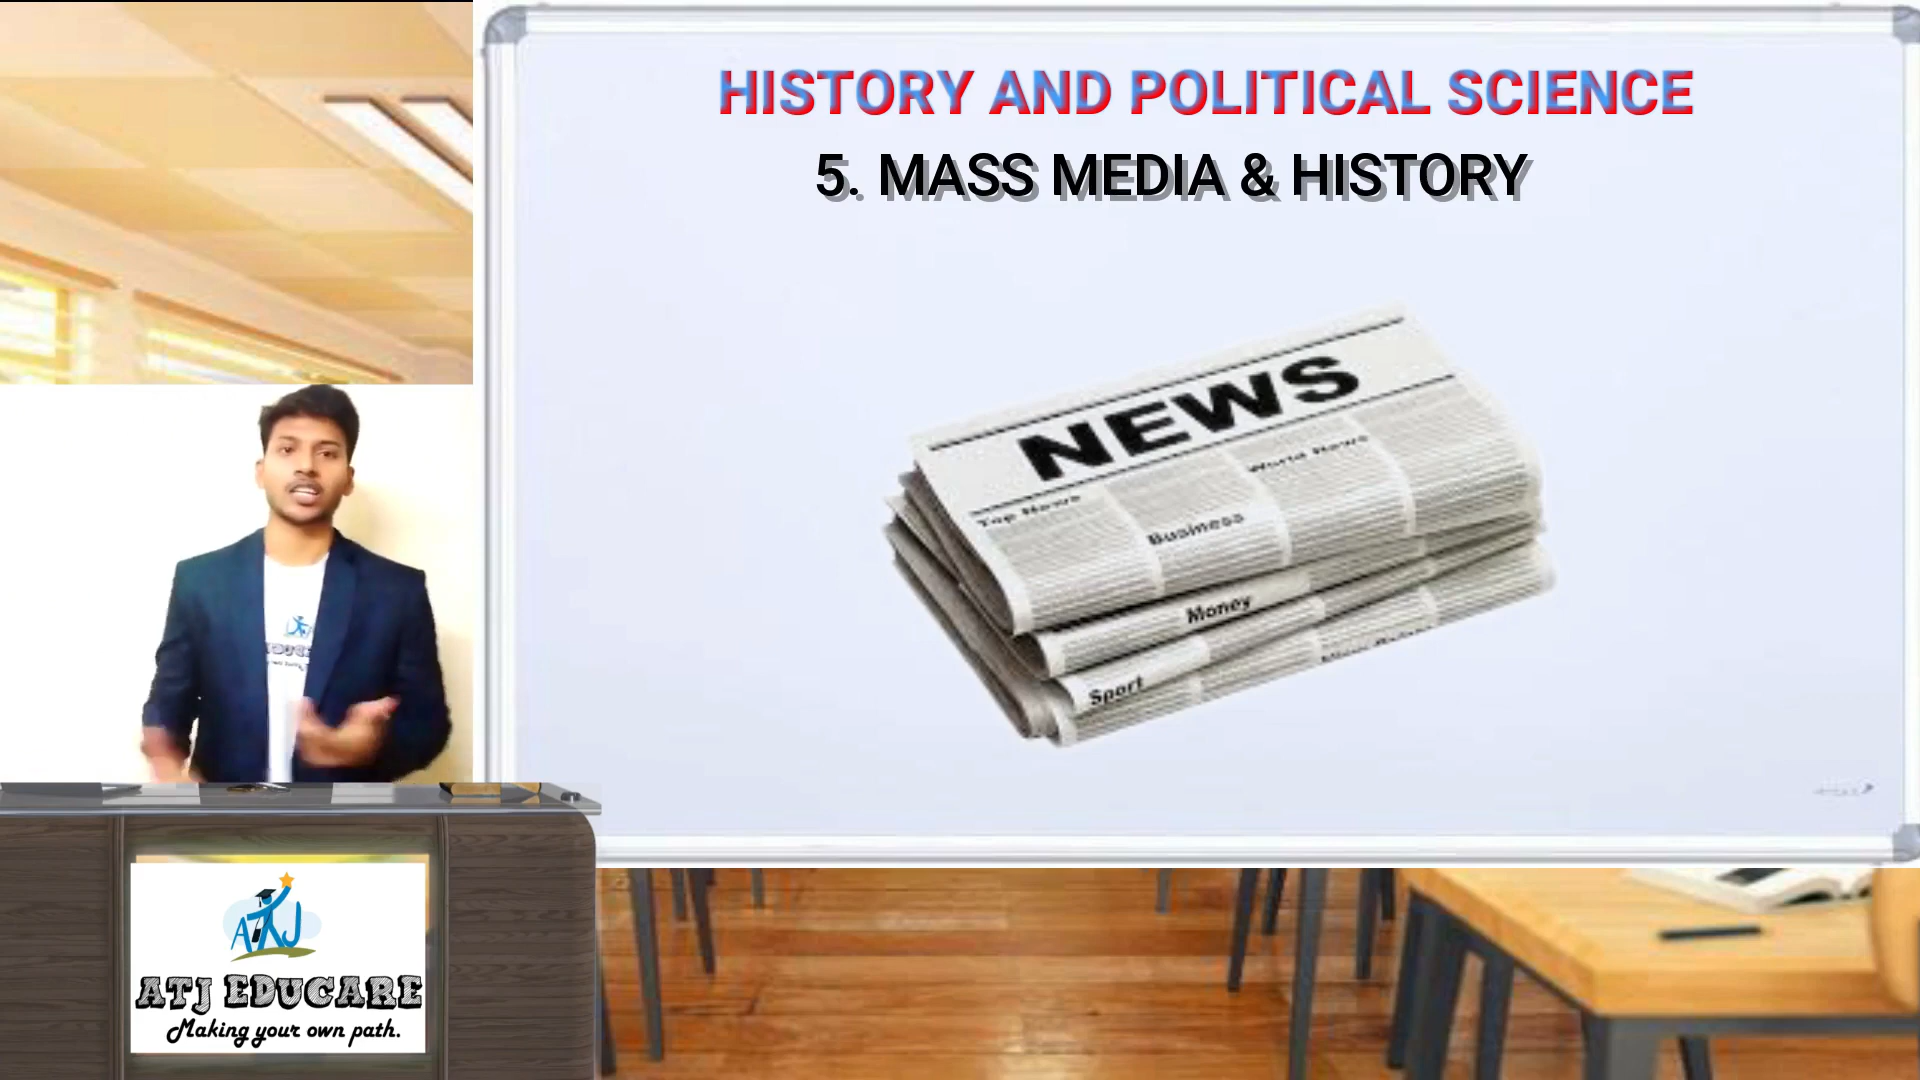 HISTORY AND POLITICAL SCIENCE
5. MASS MEDIA & HISTORY
NEWS
World News
Top News
Business
Money
Sport
ATJ
ATJ EDUCARE
Making your own path.